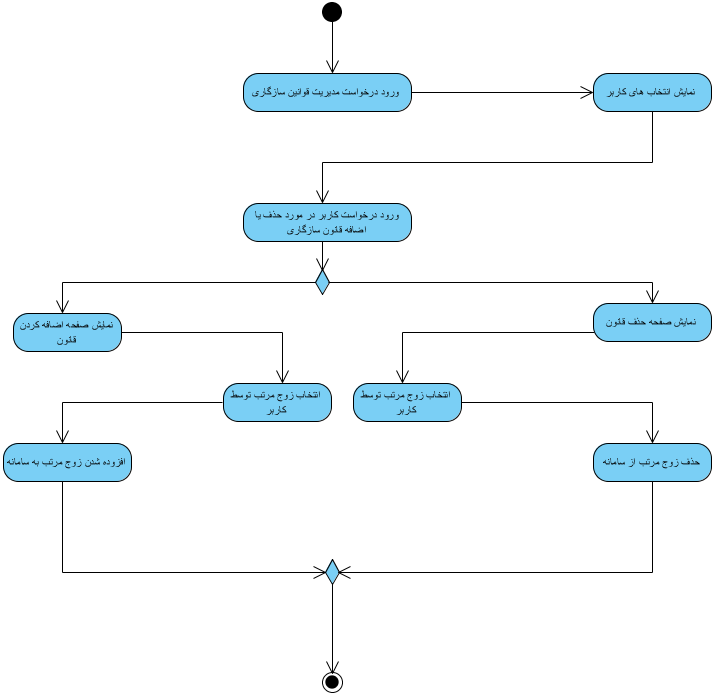 ورود درخواست مدیریت قوانین سازگاری
نمایش انتخاب های کاربر
ورود درخواست کاربر در مورد حذف یا
اضافه قانون سازگاری
نمایش صفحه اضافه کردن
قانون
نمایش صفحه حذف قانون
انتخاب زوج مرتب توسط
کاربر
انتخاب زوج مرتب توسط
کاربر
افزوده شدن زوج مرتب به سامانه
حذف زوج مرتب از سامانه